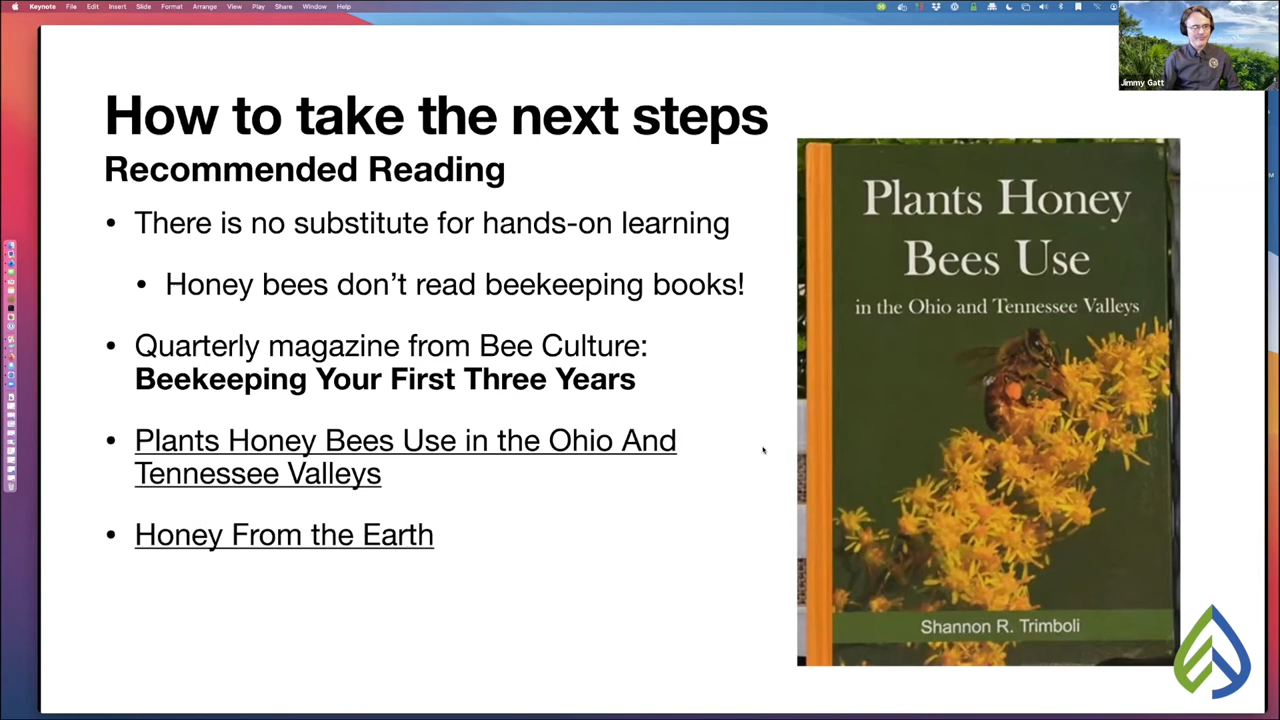 Keynote File Edit Insert Slide Format Arrange View Play Share Window Help
Jimmy Gatt
How to take the next steps
Recommended Reading
• There is no substitute for hands-on learning
• Honey bees don’t read beekeeping books!
• Quarterly magazine from Bee Culture:
Beekeeping Your First Three Years
• Plants Honey Bees Use in the Ohio And
Tennessee Valleys
• Honey From the Earth
Plants Honey
Bees Use
in the Ohio and Tennessee Valleys
Shannon R. Trimboli